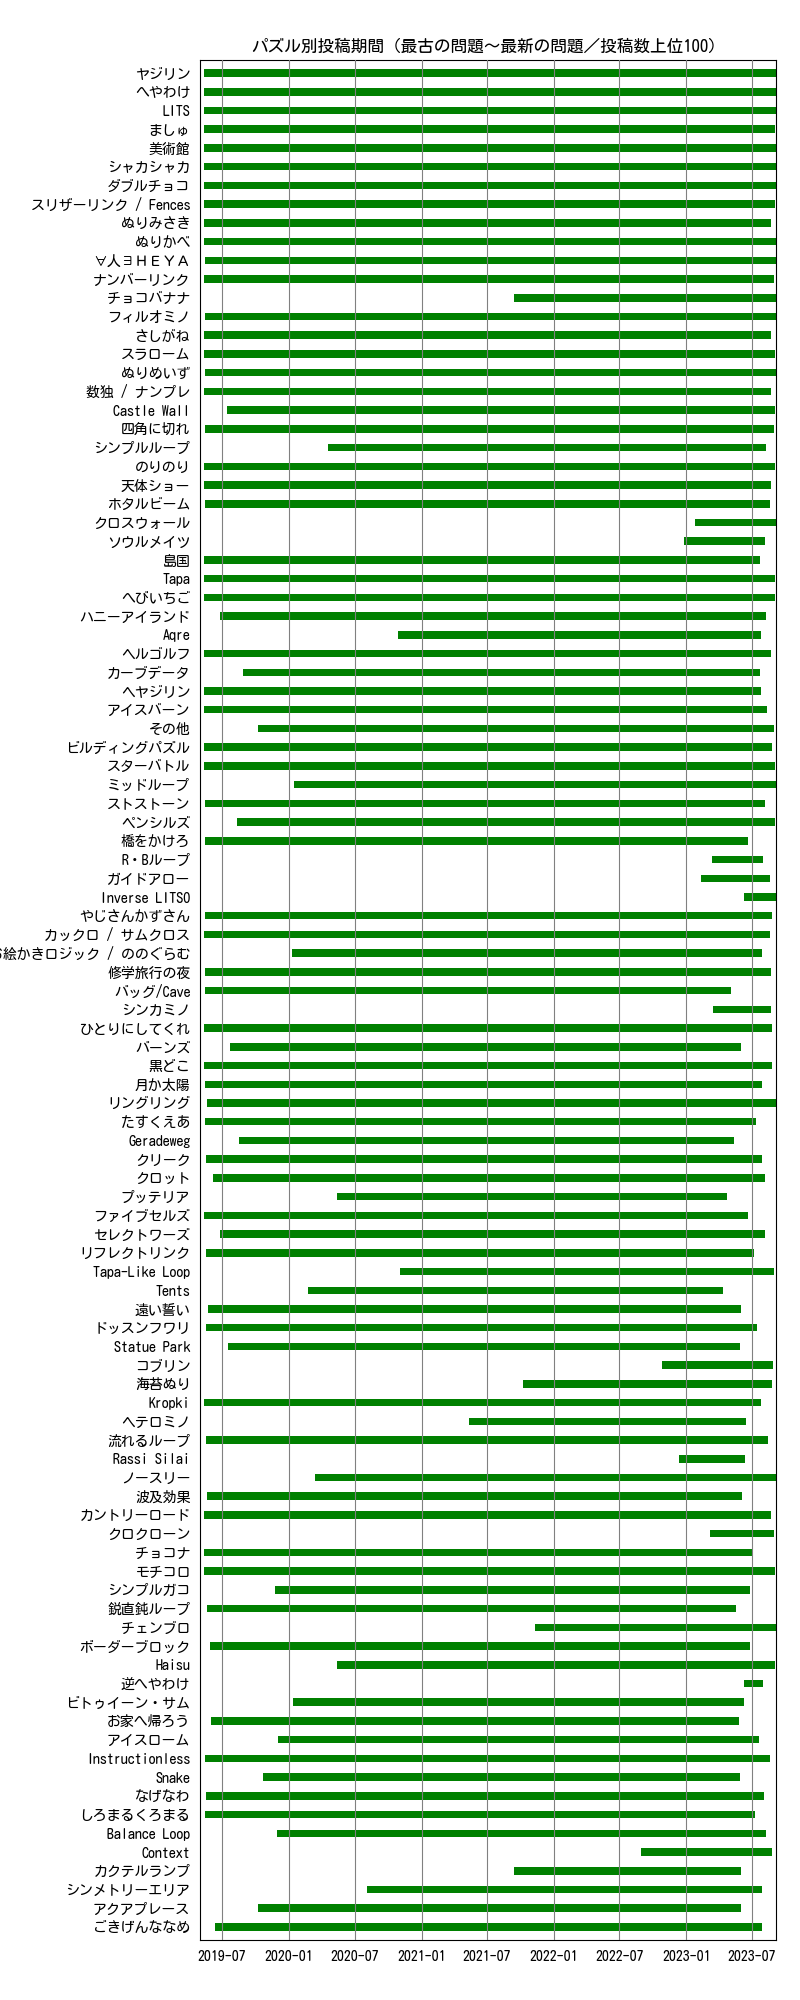 パズル別投稿期間（最古の問題～最新の問題／投稿数上位100）
ヤジリン
へやわけ
LITS
ましゅ
美術館
シャカシャカ
ダブルチョコ
スリザーリンク / Fences
ぬりみさき
ぬりかべ
∀人∃ＨＥＹＡ
ナンバーリンク
チョコバナナ
フィルオミノ
さしがね
スラローム
ぬりめいず
数独 / ナンプレ
Castle Wall
四角に切れ
シンプルループ
のりのり
天体ショー
ホタルビーム
クロスウォール
ソウルメイツ
島国
Tapa
へびいちご
ハニーアイランド
Aqre
ヘルゴルフ
カーブデータ
ヘヤジリン
アイスバーン
その他
ビルディングパズル
スターバトル
ミッドループ
ストストーン
ペンシルズ
橋をかけろ
R・Bループ
ガイドアロー
Inverse LITSO
やじさんかずさん
カックロ / サムクロス
絵かきロジック / ののぐらむ
修学旅行の夜
バッグ/Cave
シンカミノ
ひとりにしてくれ
バーンズ
黒どこ
月か太陽
リングリング
たすくえあ
Geradeweg
クリーク
クロット
プッテリア
ファイブセルズ
セレクトワーズ
リフレクトリンク
Tapa-Like Loop
Tents
遠い誓い
ドッスンフワリ
Statue Park
コブリン
海苔ぬり
Kropki
ヘテロミノ
流れるループ
Rassi Silai
ノースリー
波及効果
カントリーロード
クロクローン
チョコナ
モチコロ
シンプルガコ
鋭直鈍ループ
チェンブロ
ボーダーブロック
Haisu
逆へやわけ
ビトゥイーン・サム
お家へ帰ろう
アイスローム
Instructionless
Snake
なげなわ
しろまるくろまる
Balance Loop
Context
カクテルランプ
シンメトリーエリア
アクアプレース
ごきげんななめ
2019-07 2020-01 2020-07 2021-01 2021-07 2022-01 2022-07 2023-01 2023-07